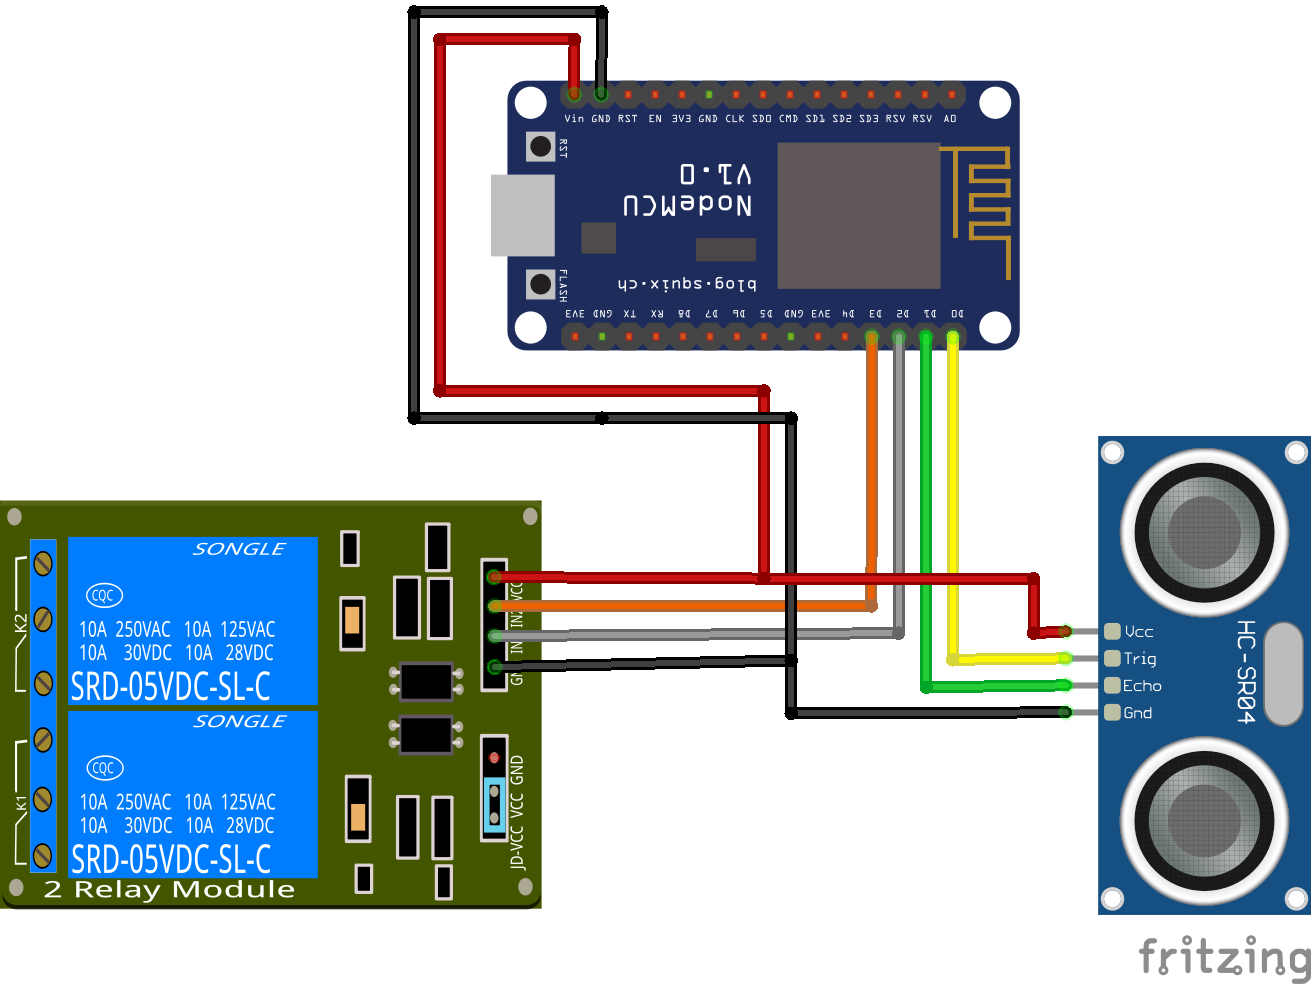 Vin GND RST EN 3V3 GND CLK SD0 CMD SD1 SD2 SD3 RSV RSV A0
RST
V1.0
NodeMCU
blog.squix.ch
FLASH
3V3 GND TX RX D8 D7 D6 D5 GND 3V3 D4 D3 D2 D1 D0
SONGLE
CQC
10A 250VAC 10A 125VAC
10A 30VDC 10A 28VDC
SRD-05VDC-SL-C
K2
SONGLE
CQC
10A 250VAC 10A 125VAC
10A 30VDC 10A 28VDC
SRD-05VDC-SL-C
K1
2 Relay Module
VCC
JD-VCC VCC GND
HC-SR04
Vcc
Trig
Echo
Gnd
fritzing